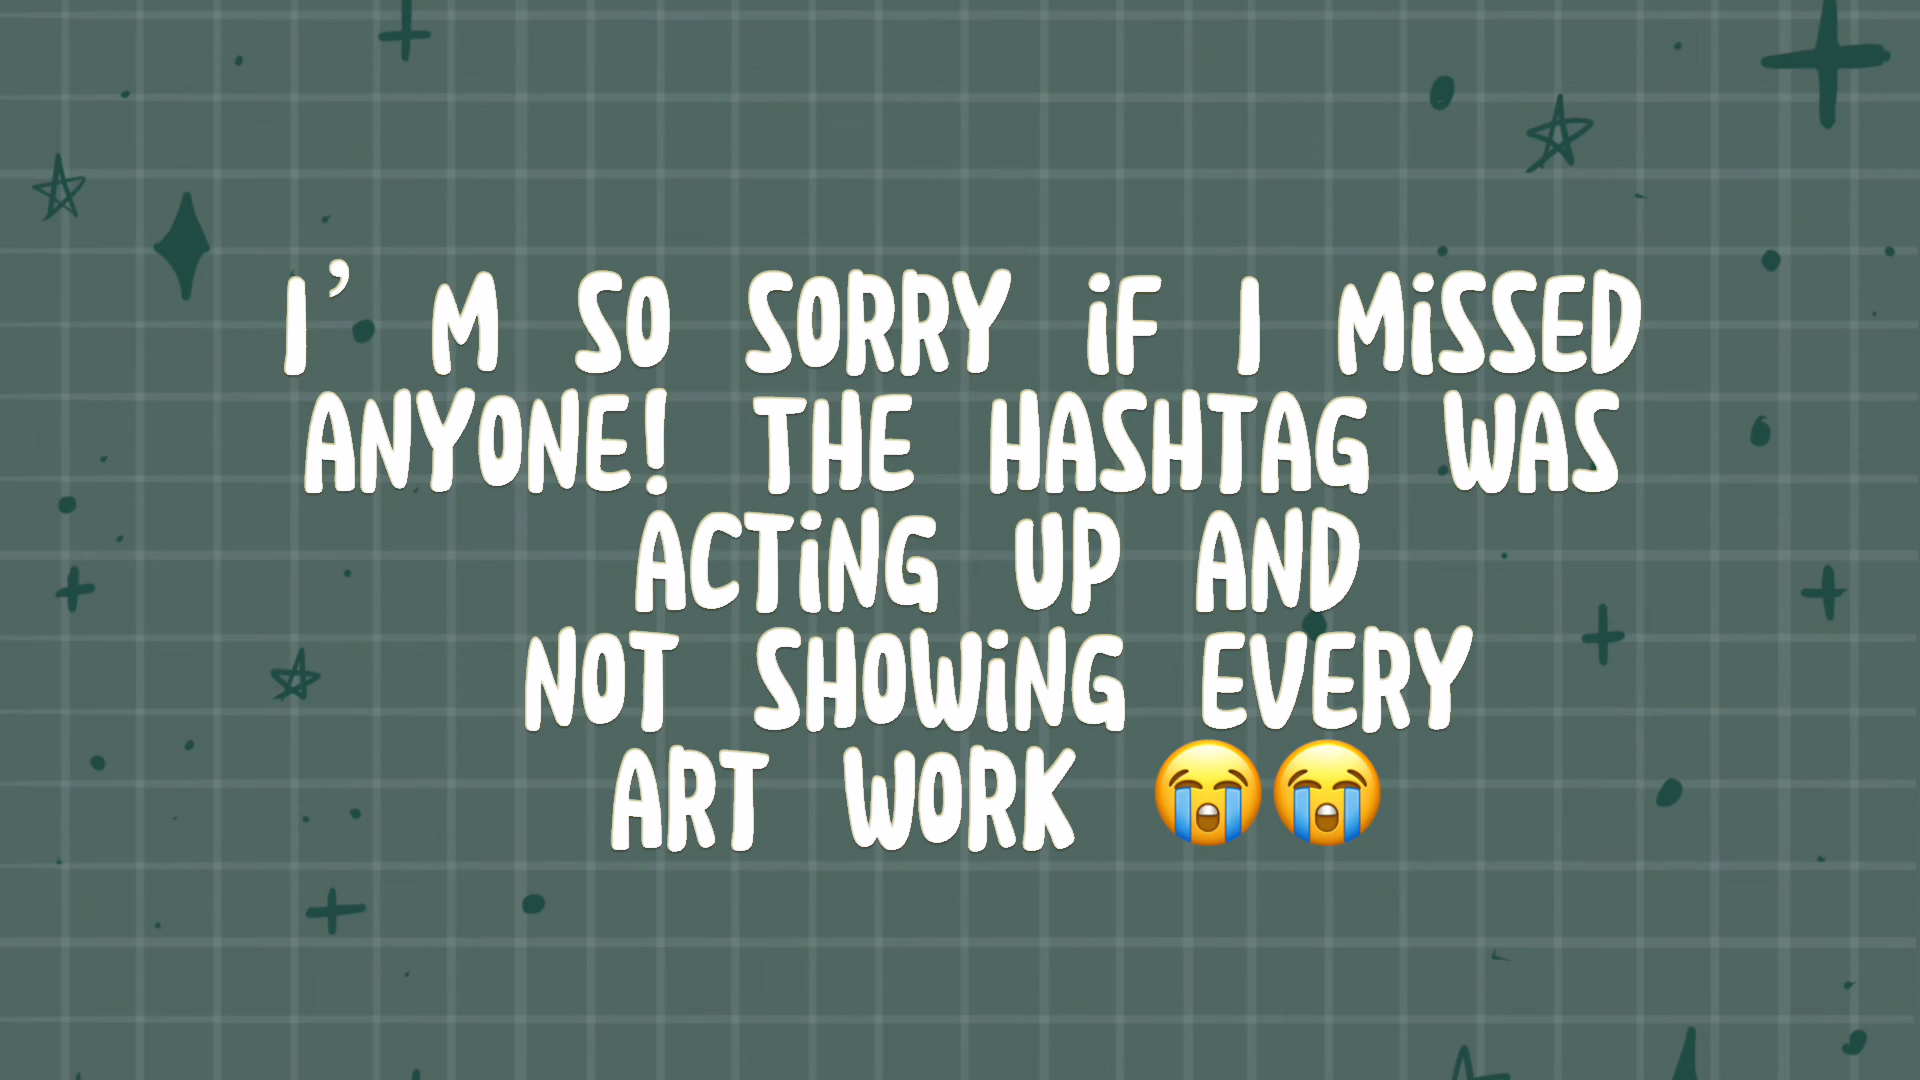 I’M SO SORRY IF I MISSED
ANYONE! THE HASHTAG WAS
ACTING UP AND
NOT SHOWING EVERY
ART WORK 😭😭